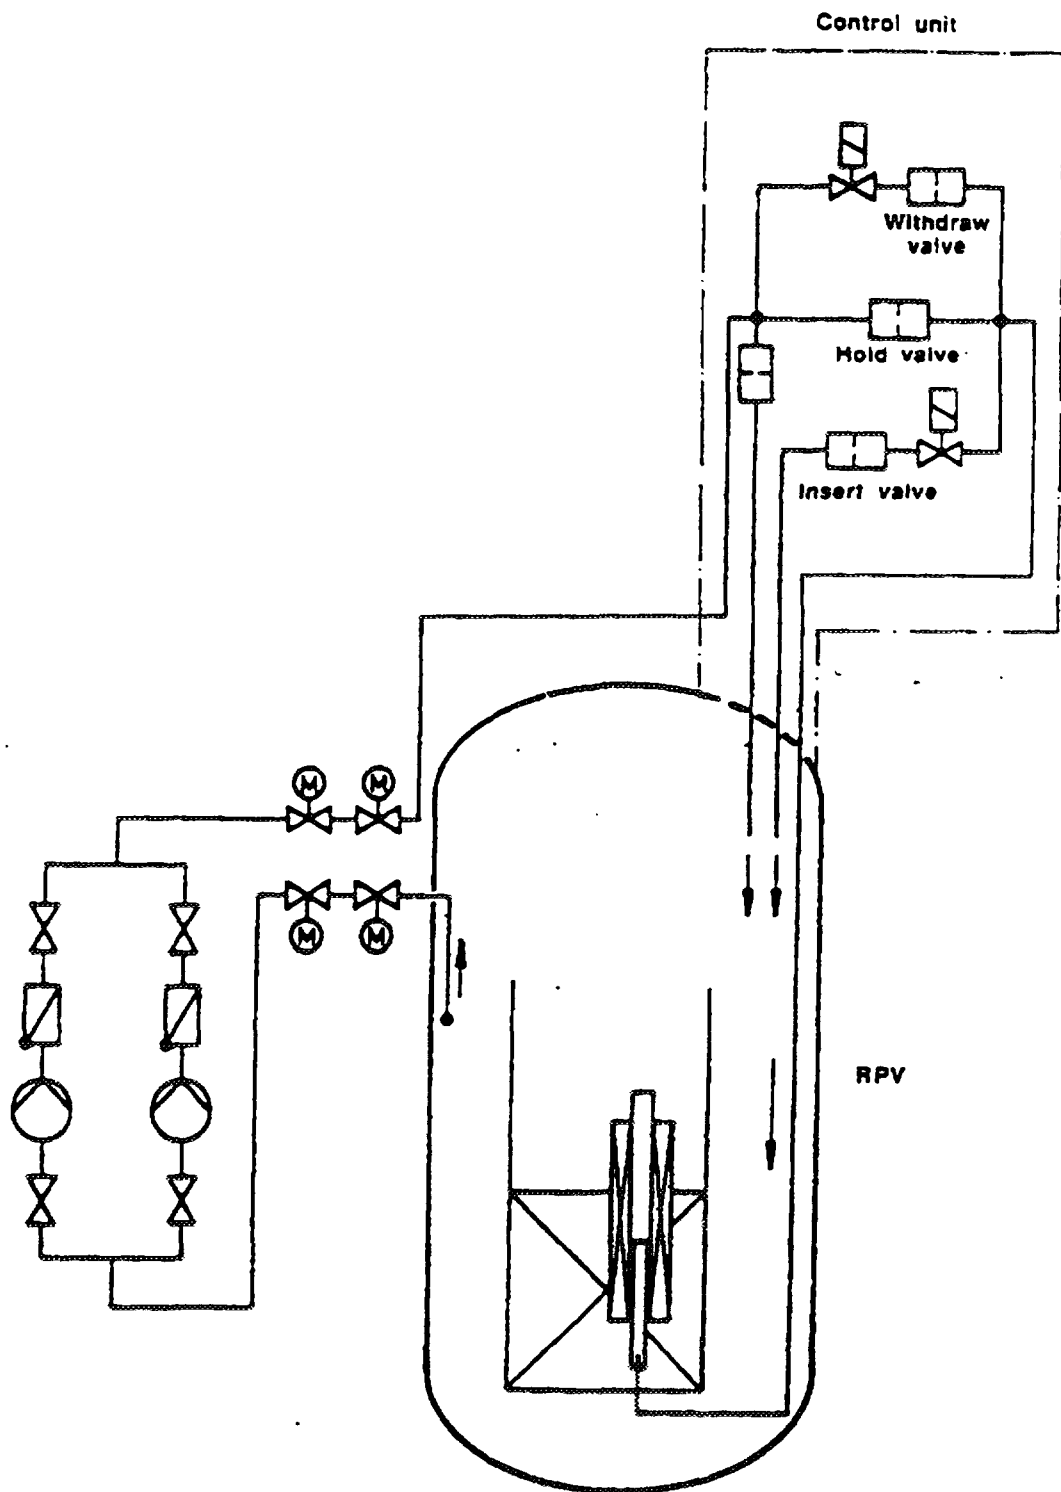 Control unit
Withdraw
valve
Hold valve
Insert valve
M M
M M
RPV